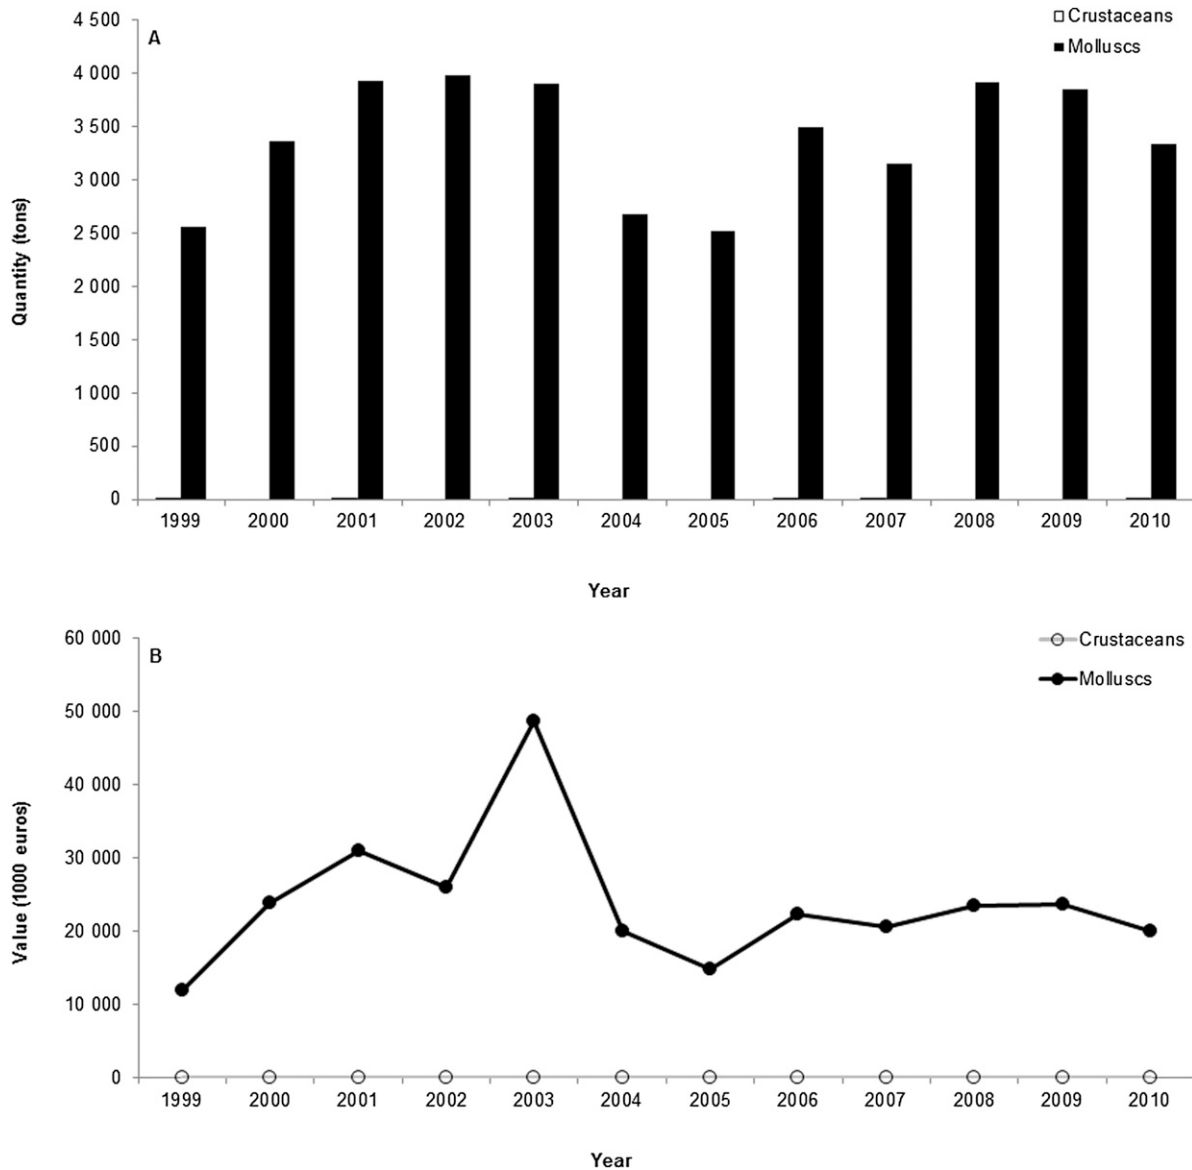 A
Crustaceans
Molluscs
4 500
4 000
3 500
3 000
2 500
2 000
1 500
1 000
500
0
Quantity (tons)
1999 2000 2001 2002 2003 2004 2005 2006 2007 2008 2009 2010
Year
B
Crustaceans
Molluscs
60 000
50 000
40 000
30 000
20 000
10 000
0
Value (1000 euros)
1999 2000 2001 2002 2003 2004 2005 2006 2007 2008 2009 2010
Year